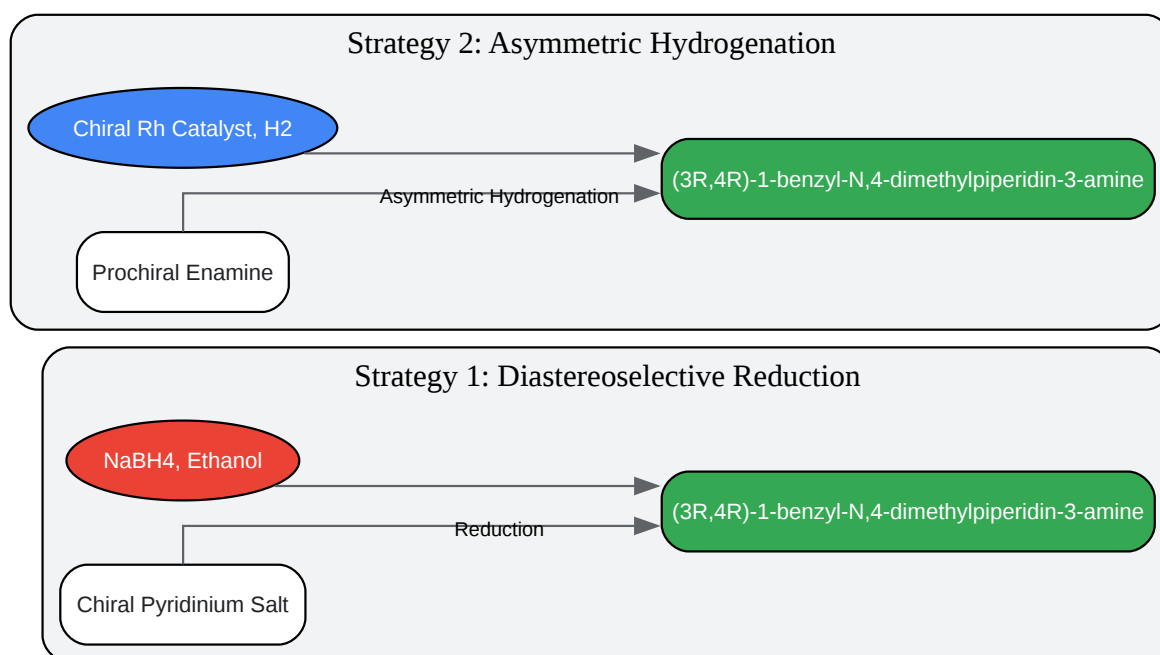 Strategy 2: Asymmetric Hydrogenation
Chiral Rh Catalyst, H2
(3R,4R)-1-benzyl-N,4-dimethylpiperidin-3-amine
Asymmetric Hydrogenation
Prochiral Enamine
Strategy 1: Diastereoselective Reduction
NaBH4, Ethanol
(3R,4R)-1-benzyl-N,4-dimethylpiperidin-3-amine
Reduction
Chiral Pyridinium Salt